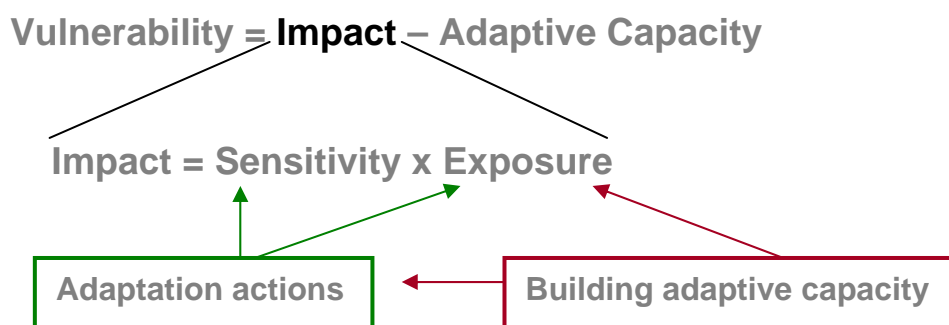 Vulnerability = Impact – Adaptive Capacity
Impact = Sensitivity x Exposure
Adaptation actions
Building adaptive capacity